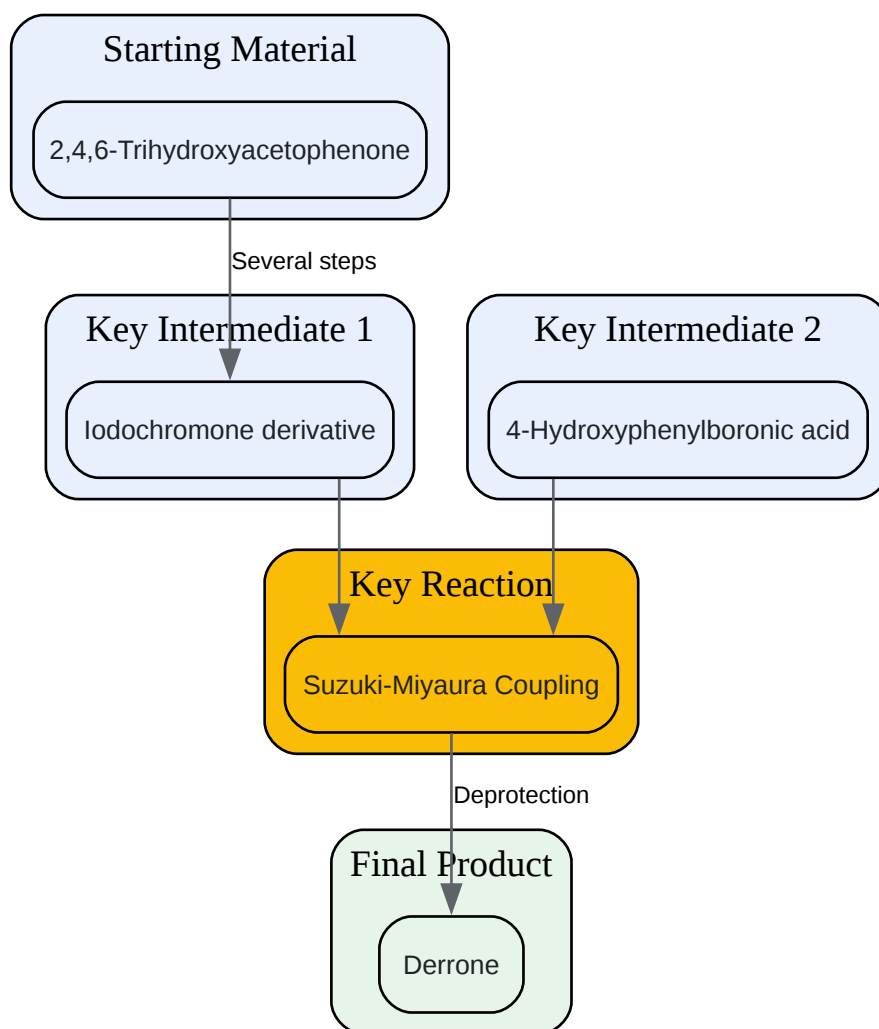 Starting Material
2,4,6-Trihydroxyacetophenone
Several steps
Key Intermediate 1
Iodochromone derivative
Key Intermediate 2
4-Hydroxyphenylboronic acid
Key Reaction
Suzuki-Miyaura Coupling
Deprotection
Final Product
Derrone